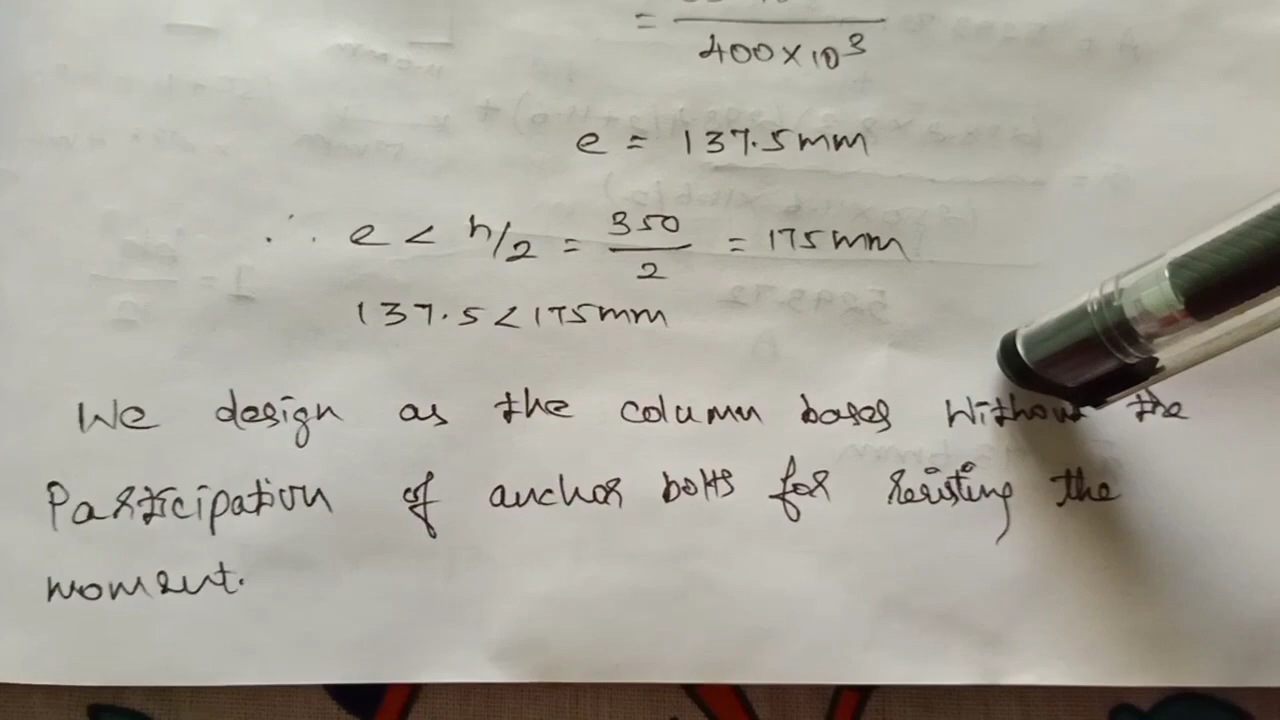 =
400×10³
e = 137.5mm
∴ e < h/2 = 350/2 = 175mm
137.5<175mm
We design as the column bases without the
Participation of anchor bolts for resisting the
moment.